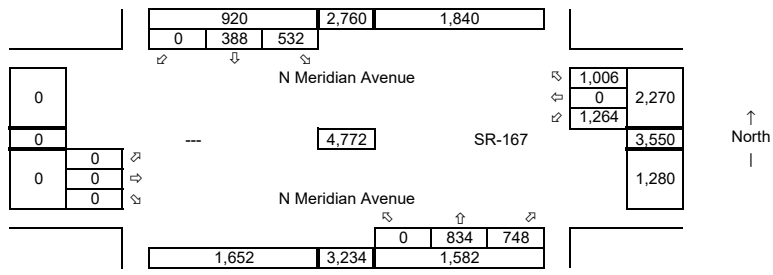 920 2,760 1,840
0 388 532
⬃ ⇩ ⬂
N Meridian Avenue
⬁ 1,006
0 ⇦ 0 2,270
⬃ 1,264
0 --- 4,772 SR-167 3,550
0 ⬀
0 0 ⇨ 1,280
0 ⬂
N Meridian Avenue
⬁ ⇧ ⬀
0 834 748
1,652 3,234 1,582
↑
North
|